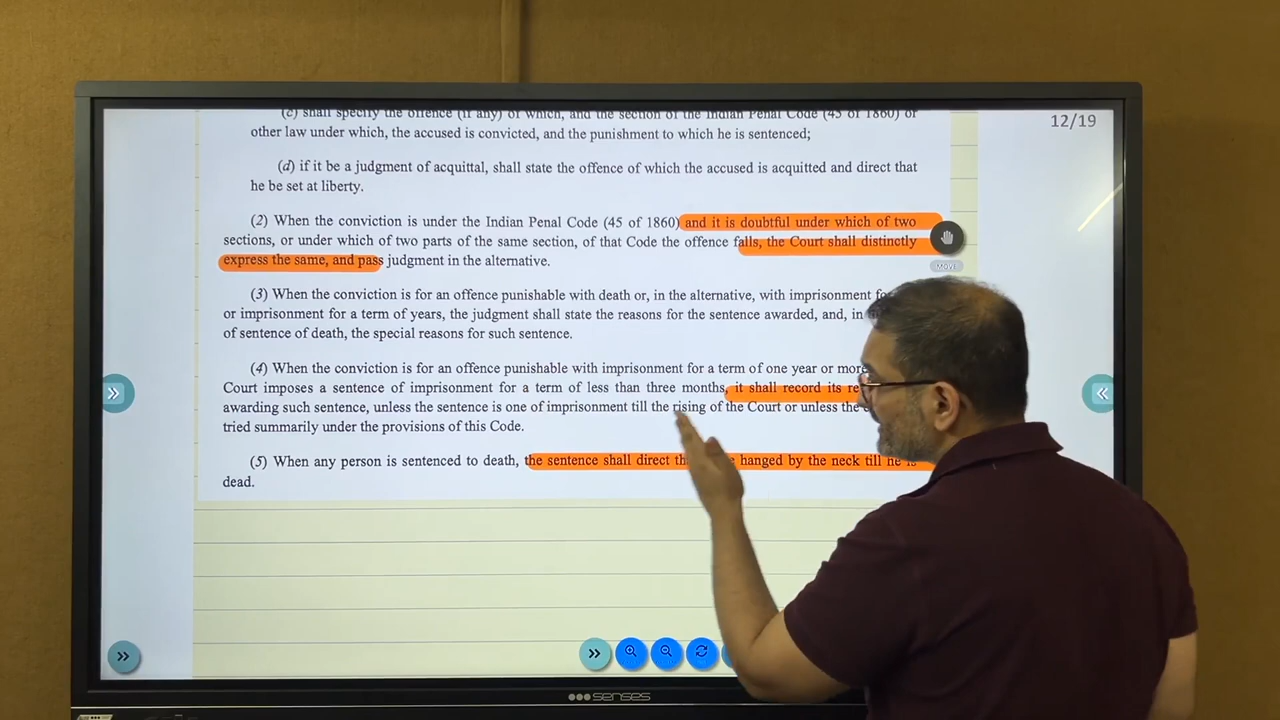 (c) shall specify the offence (if any) of which, and the section of the Indian Penal Code (45 of 1860) or
12/19
other law under which, the accused is convicted, and the punishment to which he is sentenced;
(d) if it be a judgment of acquittal, shall state the offence of which the accused is acquitted and direct that
he be set at liberty.
(2) When the conviction is under the Indian Penal Code (45 of 1860) and it is doubtful under which of two
sections, or under which of two parts of the same section, of that Code the offence falls, the Court shall distinctly
express the same, and pass judgment in the alternative.
MOVE
(3) When the conviction is for an offence punishable with death or, in the alternative, with imprisonment
or imprisonment for a term of years, the judgment shall state the reasons for the sentence awarded, and, in
of sentence of death, the special reasons for such sentence.
(4) When the conviction is for an offence punishable with imprisonment for a term of one year or more
Court imposes a sentence of imprisonment for a term of less than three months, it shall record its
awarding such sentence, unless the sentence is one of imprisonment till the rising of the Court or unless the
tried summarily under the provisions of this Code.
(5) When any person is sentenced to death, the sentence shall direct hanged by the neck till he is
dead.
senses